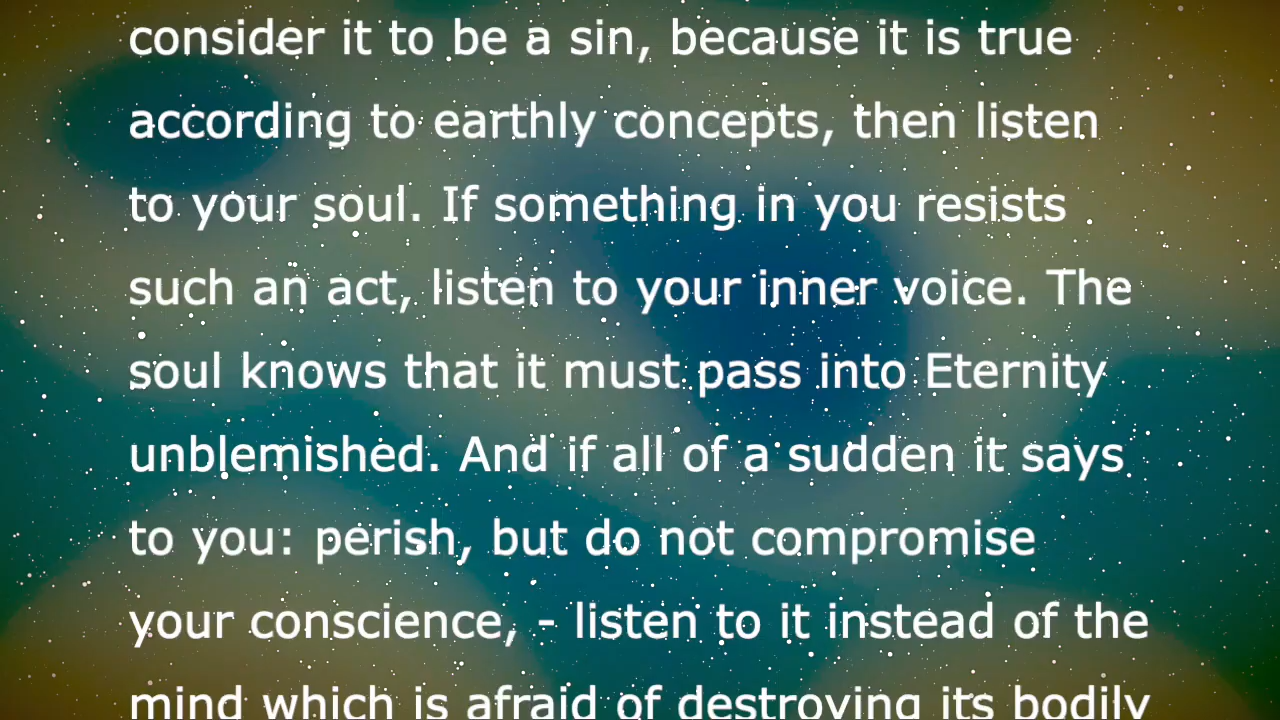 consider it to be a sin, because it is true
according to earthly concepts, then listen
to your soul. If something in you resists
such an act, listen to your inner voice. The
soul knows that it must pass into Eternity
unblemished. And if all of a sudden it says
to you: perish, but do not compromise
your conscience, - listen to it instead of the
mind which is afraid of destroying its bodily